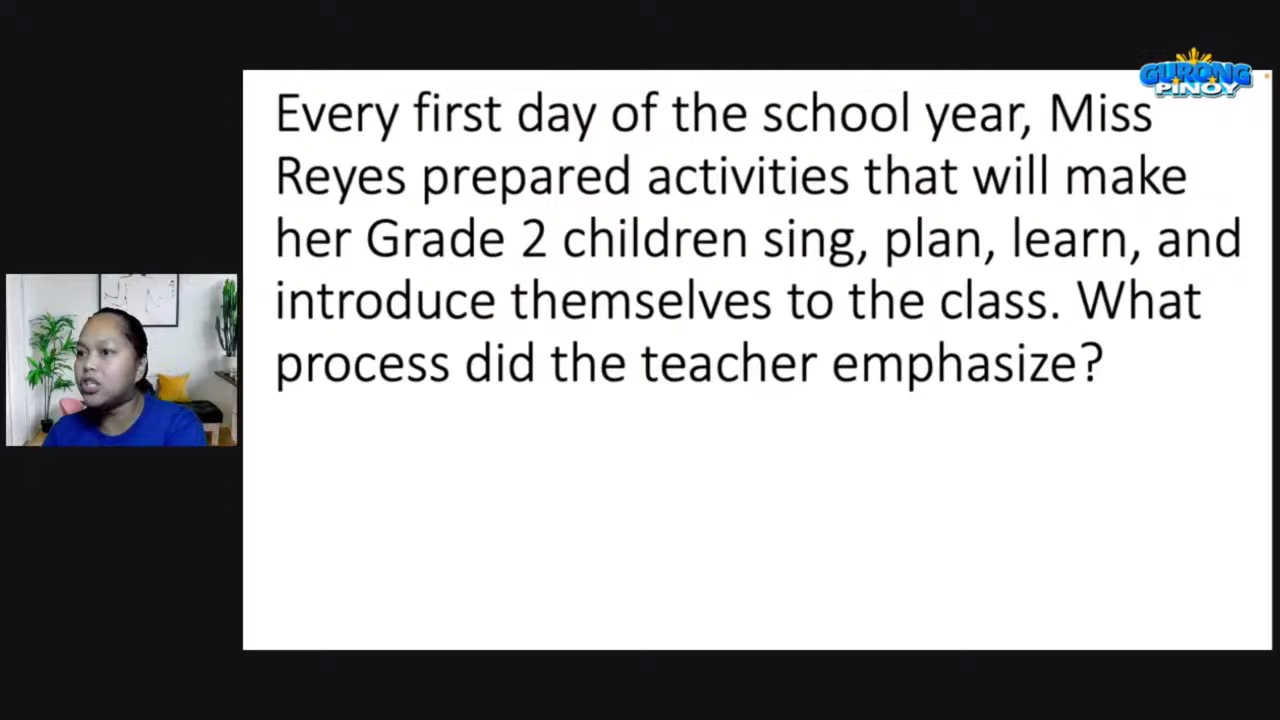 GURONG
PINOY
Every first day of the school year, Miss
Reyes prepared activities that will make
her Grade 2 children sing, plan, learn, and
introduce themselves to the class. What
process did the teacher emphasize?